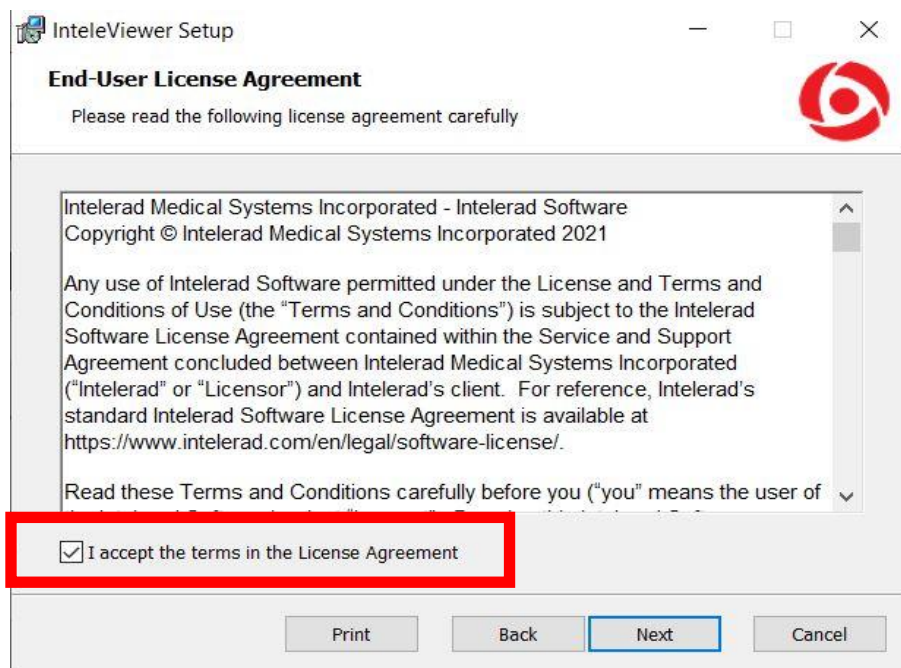 InteleViewer Setup
End-User License Agreement
Please read the following license agreement carefully
Intelerad Medical Systems Incorporated - Intelerad Software
Copyright © Intelerad Medical Systems Incorporated 2021
Any use of Intelerad Software permitted under the License and Terms and
Conditions of Use (the “Terms and Conditions”) is subject to the Intelerad
Software License Agreement contained within the Service and Support
Agreement concluded between Intelerad Medical Systems Incorporated
(“Intelerad” or “Licensor”) and Intelerad’s client.  For reference, Intelerad’s
standard Intelerad Software License Agreement is available at
https://www.intelerad.com/en/legal/software-license/.
Read these Terms and Conditions carefully before you (“you” means the user of
I accept the terms in the License Agreement
Print Back Next Cancel